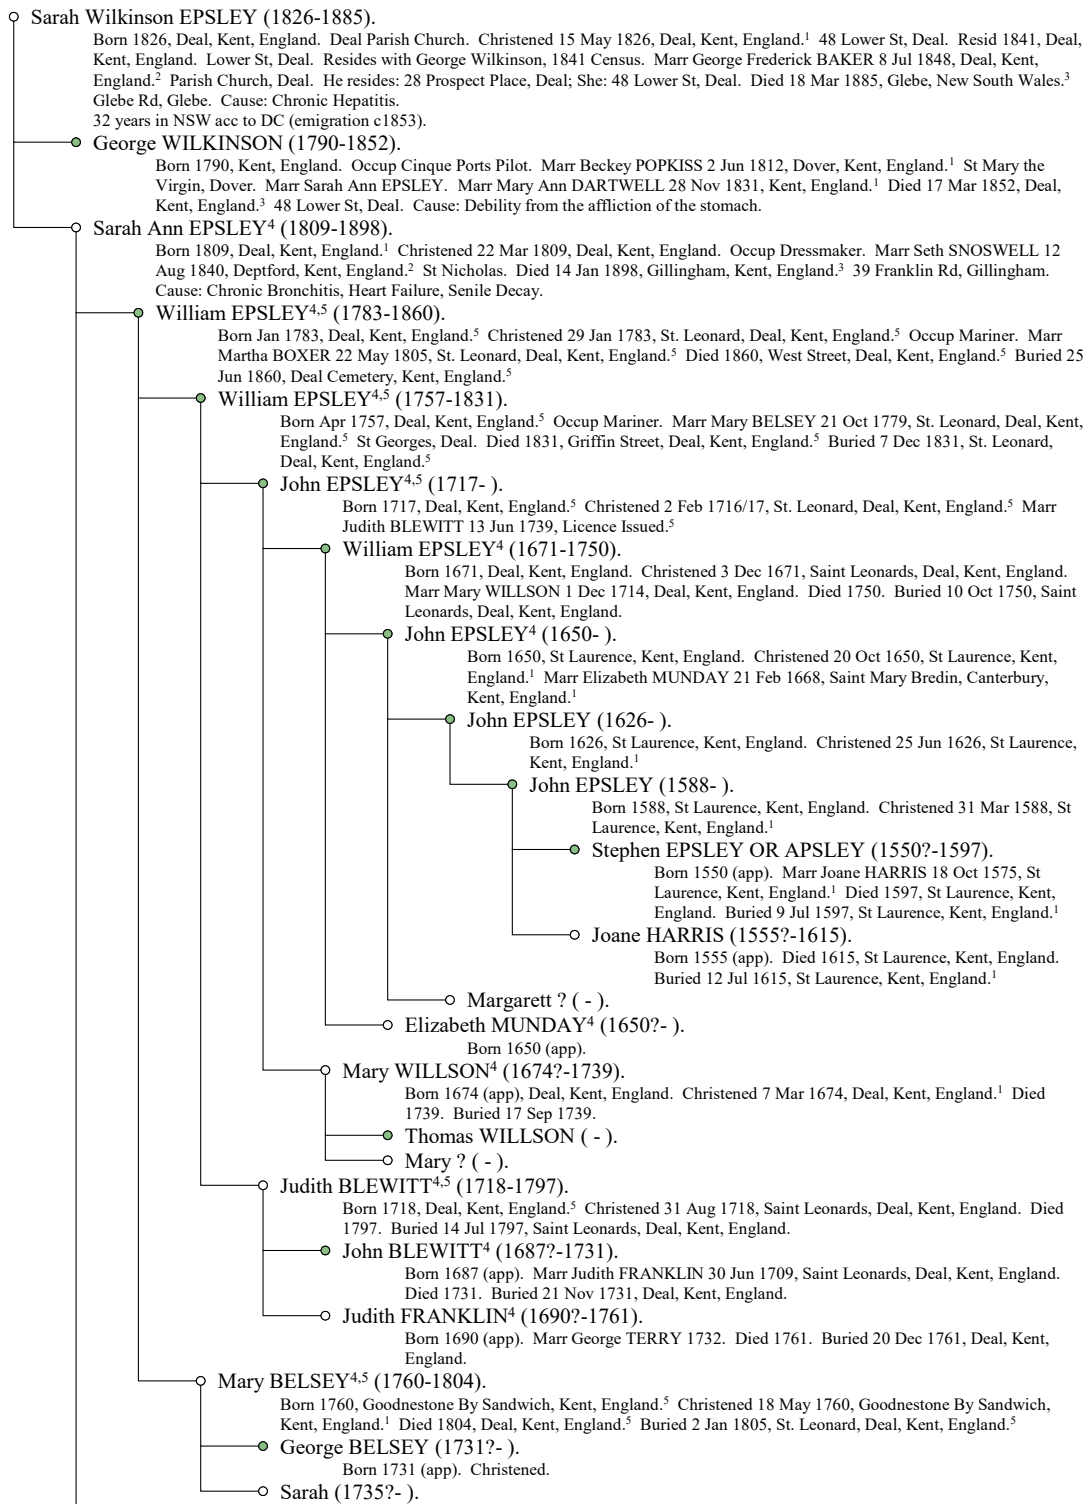 Sarah Wilkinson EPSLEY (1826-1885).
Born 1826, Deal, Kent, England.  Deal Parish Church.  Christened 15 May 1826, Deal, Kent, England.¹  48 Lower St, Deal.  Resid 1841, Deal,
Kent, England.  Lower St, Deal.  Resides with George Wilkinson, 1841 Census.  Marr George Frederick BAKER 8 Jul 1848, Deal, Kent,
England.²  Parish Church, Deal.  He resides: 28 Prospect Place, Deal; She: 48 Lower St, Deal.  Died 18 Mar 1885, Glebe, New South Wales.³
Glebe Rd, Glebe.  Cause: Chronic Hepatitis.
32 years in NSW acc to DC (emigration c1853).
George WILKINSON (1790-1852).
Born 1790, Kent, England.  Occup Cinque Ports Pilot.  Marr Beckey POPKISS 2 Jun 1812, Dover, Kent, England.¹  St Mary the
Virgin, Dover.  Marr Sarah Ann EPSLEY.  Marr Mary Ann DARTWELL 28 Nov 1831, Kent, England.¹  Died 17 Mar 1852, Deal,
Kent, England.³  48 Lower St, Deal.  Cause: Debility from the affliction of the stomach.
Sarah Ann EPSLEY⁴ (1809-1898).
Born 1809, Deal, Kent, England.¹  Christened 22 Mar 1809, Deal, Kent, England.  Occup Dressmaker.  Marr Seth SNOSWELL 12
Aug 1840, Deptford, Kent, England.²  St Nicholas.  Died 14 Jan 1898, Gillingham, Kent, England.³  39 Franklin Rd, Gillingham.
Cause: Chronic Bronchitis, Heart Failure, Senile Decay.
William EPSLEY⁴,⁵ (1783-1860).
Born Jan 1783, Deal, Kent, England.⁵  Christened 29 Jan 1783, St. Leonard, Deal, Kent, England.⁵  Occup Mariner.  Marr
Martha BOXER 22 May 1805, St. Leonard, Deal, Kent, England.⁵  Died 1860, West Street, Deal, Kent, England.⁵  Buried 25
Jun 1860, Deal Cemetery, Kent, England.⁵
William EPSLEY⁴,⁵ (1757-1831).
Born Apr 1757, Deal, Kent, England.⁵  Occup Mariner.  Marr Mary BELSEY 21 Oct 1779, St. Leonard, Deal, Kent,
England.⁵  St Georges, Deal.  Died 1831, Griffin Street, Deal, Kent, England.⁵  Buried 7 Dec 1831, St. Leonard,
Deal, Kent, England.⁵
John EPSLEY⁴,⁵ (1717- ).
Born 1717, Deal, Kent, England.⁵  Christened 2 Feb 1716/17, St. Leonard, Deal, Kent, England.⁵  Marr
Judith BLEWITT 13 Jun 1739, Licence Issued.⁵
William EPSLEY⁴ (1671-1750).
Born 1671, Deal, Kent, England.  Christened 3 Dec 1671, Saint Leonards, Deal, Kent, England.
Marr Mary WILLSON 1 Dec 1714, Deal, Kent, England.  Died 1750.  Buried 10 Oct 1750, Saint
Leonards, Deal, Kent, England.
John EPSLEY⁴ (1650- ).
Born 1650, St Laurence, Kent, England.  Christened 20 Oct 1650, St Laurence, Kent,
England.¹  Marr Elizabeth MUNDAY 21 Feb 1668, Saint Mary Bredin, Canterbury,
Kent, England.¹
John EPSLEY (1626- ).
Born 1626, St Laurence, Kent, England.  Christened 25 Jun 1626, St Laurence,
Kent, England.¹
John EPSLEY (1588- ).
Born 1588, St Laurence, Kent, England.  Christened 31 Mar 1588, St
Laurence, Kent, England.¹
Stephen EPSLEY OR APSLEY (1550?-1597).
Born 1550 (app).  Marr Joane HARRIS 18 Oct 1575, St
Laurence, Kent, England.¹  Died 1597, St Laurence, Kent,
England.  Buried 9 Jul 1597, St Laurence, Kent, England.¹
Joane HARRIS (1555?-1615).
Born 1555 (app).  Died 1615, St Laurence, Kent, England.
Buried 12 Jul 1615, St Laurence, Kent, England.¹
Margarett ? ( - ).
Elizabeth MUNDAY⁴ (1650?- ).
Born 1650 (app).
Mary WILLSON⁴ (1674?-1739).
Born 1674 (app), Deal, Kent, England.  Christened 7 Mar 1674, Deal, Kent, England.¹  Died
1739.  Buried 17 Sep 1739.
Thomas WILLSON ( - ).
Mary ? ( - ).
Judith BLEWITT⁴,⁵ (1718-1797).
Born 1718, Deal, Kent, England.⁵  Christened 31 Aug 1718, Saint Leonards, Deal, Kent, England.  Died
1797.  Buried 14 Jul 1797, Saint Leonards, Deal, Kent, England.
John BLEWITT⁴ (1687?-1731).
Born 1687 (app).  Marr Judith FRANKLIN 30 Jun 1709, Saint Leonards, Deal, Kent, England.
Died 1731.  Buried 21 Nov 1731, Deal, Kent, England.
Judith FRANKLIN⁴ (1690?-1761).
Born 1690 (app).  Marr George TERRY 1732.  Died 1761.  Buried 20 Dec 1761, Deal, Kent,
England.
Mary BELSEY⁴,⁵ (1760-1804).
Born 1760, Goodnestone By Sandwich, Kent, England.⁵  Christened 18 May 1760, Goodnestone By Sandwich,
Kent, England.¹  Died 1804, Deal, Kent, England.⁵  Buried 2 Jan 1805, St. Leonard, Deal, Kent, England.⁵
George BELSEY (1731?- ).
Born 1731 (app).  Christened.
Sarah (1735?- ).